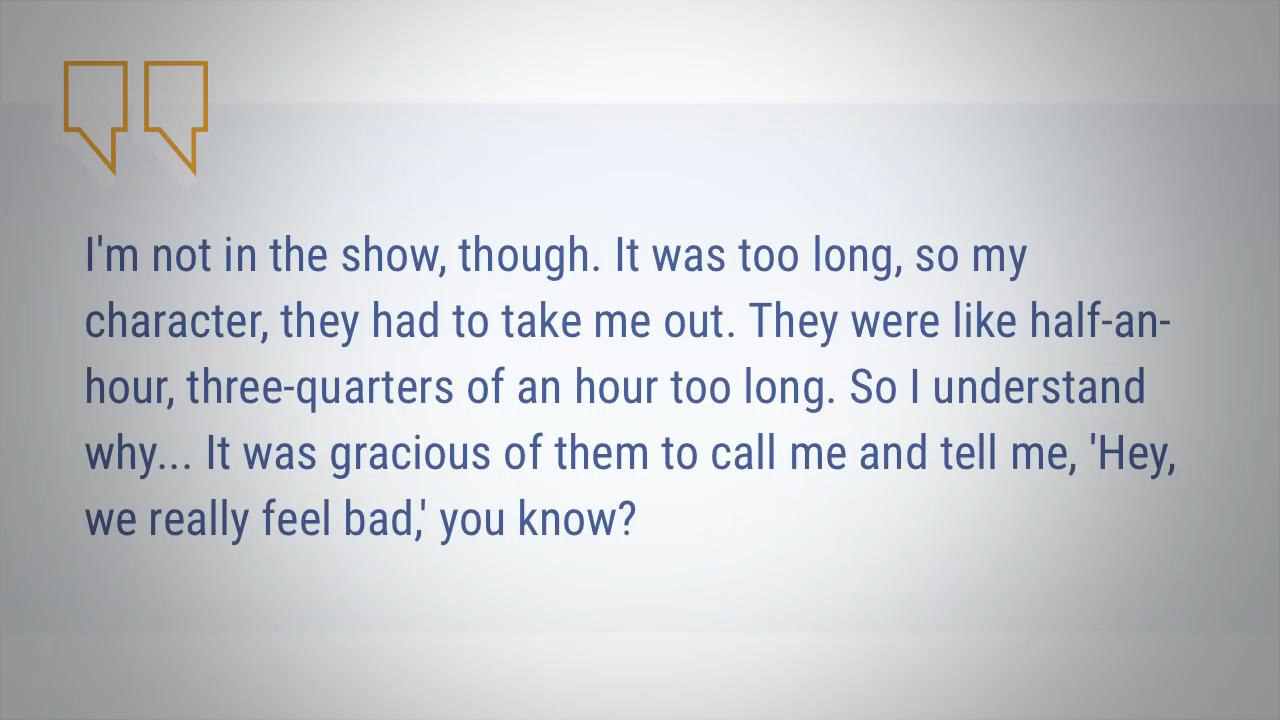 I'm not in the show, though. It was too long, so my
character, they had to take me out. They were like half-an-
hour, three-quarters of an hour too long. So I understand
why... It was gracious of them to call me and tell me, 'Hey,
we really feel bad,' you know?